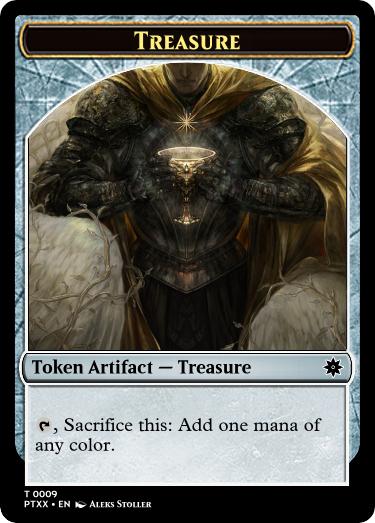 Treasure
Token Artifact — Treasure
, Sacrifice this: Add one mana of
any color.
T 0009
PTXX • EN Aleks Stoller